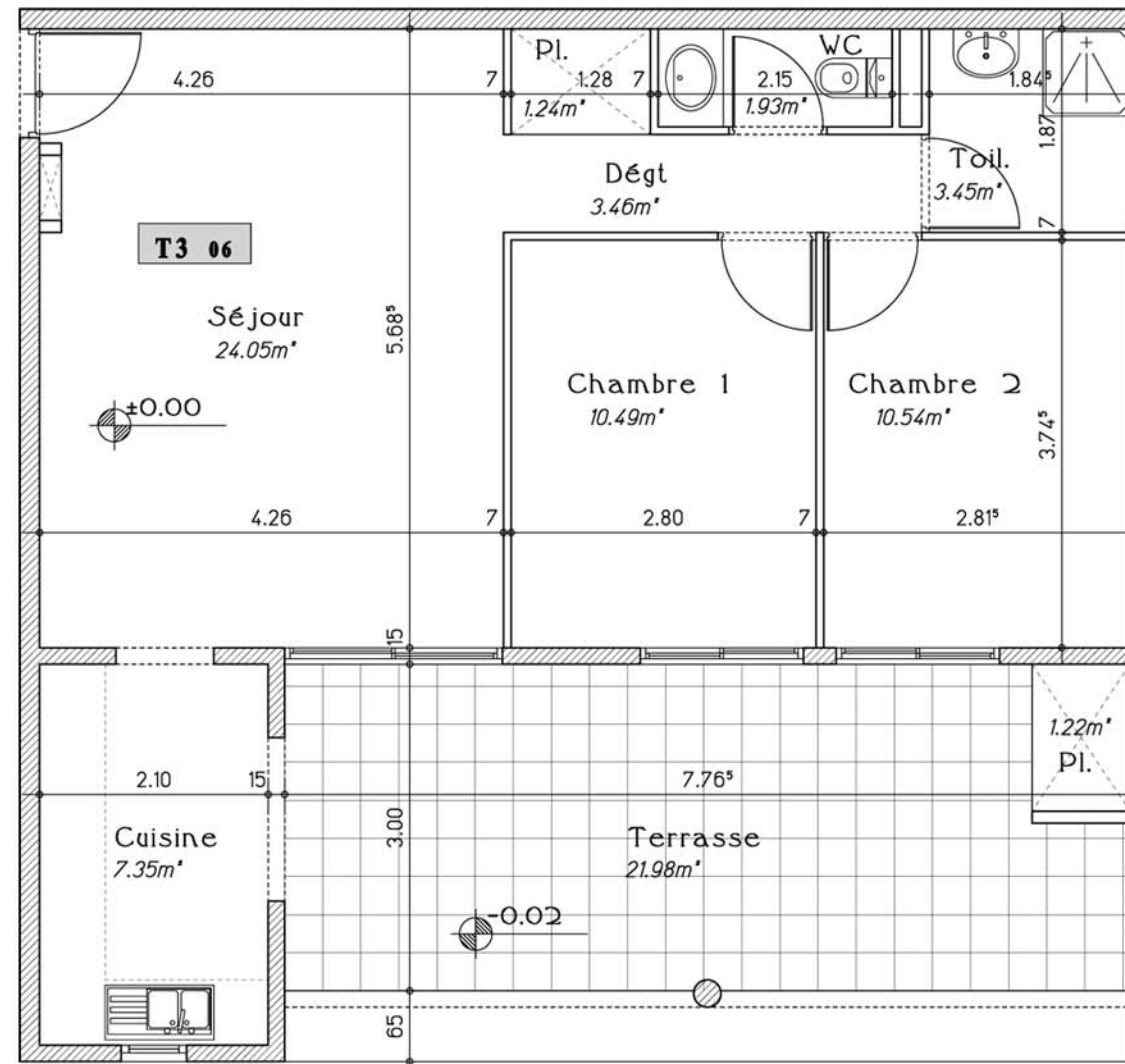 Pl.
WC
4.26
7
1.28
7
2.15
1.84⁵
1.24m²
1.93m²
1.87
Dégt
3.46m²
Toil.
3.45m²
7
T3 06
Séjour
24.05m²
5.68⁵
Chambre 1
10.49m²
Chambre 2
10.54m²
±0.00
3.74⁵
4.26
7
2.80
7
2.81⁵
15
1.22m²
Pl.
2.10
15
7.76⁵
3.00
Cuisine
7.35m²
Terrasse
21.98m²
-0.02
65